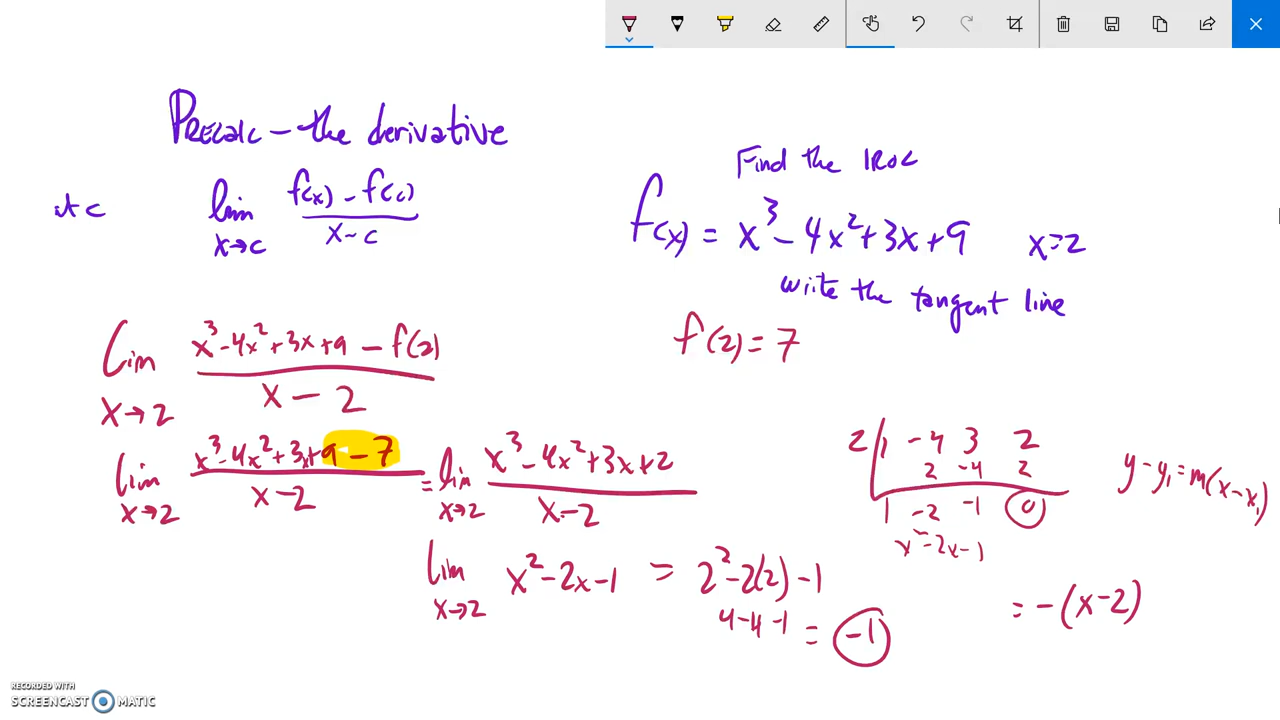 PRECALC – the derivative
at c
lim x→c (f(x) – f(c))/(x – c)
Find the IROC
f(x) = x³ – 4x² + 3x + 9 x=2
write the tangent line
f(2) = 7
Lim x→2 (x³ – 4x² + 3x + 9 – f(2))/(x – 2)
lim x→2 (x³ – 4x² + 3x + 9 – 7)/(x – 2) = lim x→2 (x³ – 4x² + 3x + 2)/(x – 2)
lim x→2 x² – 2x – 1 = 2² – 2(2) – 1
4 – 4 – 1 = -1
2| 1 -4 3 2
2 -4 2
1 -2 -1 0
x² – 2x – 1
y – y₁ = m(x – x₁)
= -(x – 2)
RECORDED WITH
SCREENCAST MATIC